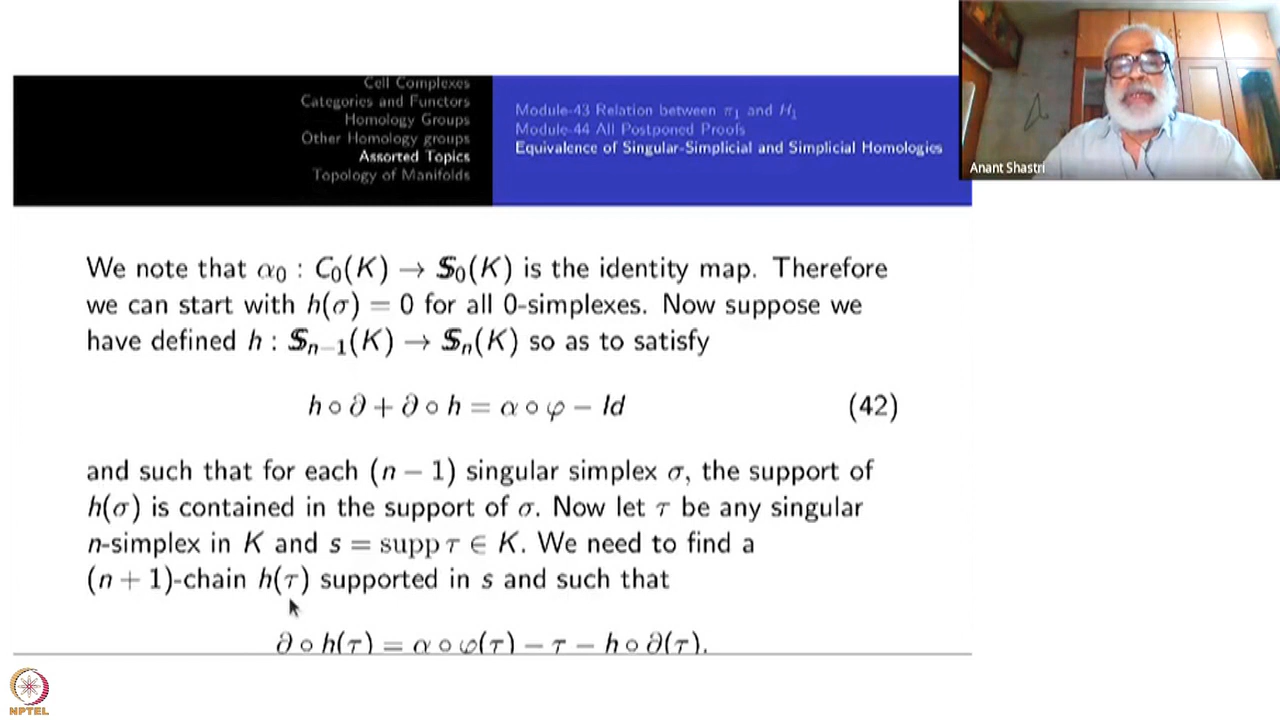 Cell Complexes
Categories and Functors
Homology Groups
Other Homology groups
Assorted Topics
Topology of Manifolds
Module-43 Relation between π₁ and H₁
Module-44 All Postponed Proofs
Equivalence of Singular-Simplicial and Simplicial Homologies
Anant Shastri
We note that α₀ : C₀(K) → 𝕊₀(K) is the identity map. Therefore
we can start with h(σ) = 0 for all 0-simplexes. Now suppose we
have defined h : 𝕊ₙ₋₁(K) → 𝕊ₙ(K) so as to satisfy
h ∘ ∂ + ∂ ∘ h = α ∘ φ − Id (42)
and such that for each (n − 1) singular simplex σ, the support of
h(σ) is contained in the support of σ. Now let τ be any singular
n-simplex in K and s = supp τ ∈ K. We need to find a
(n + 1)-chain h(τ) supported in s and such that
∂ ∘ h(τ) = α ∘ φ(τ) − τ − h ∘ ∂(τ).
NPTEL